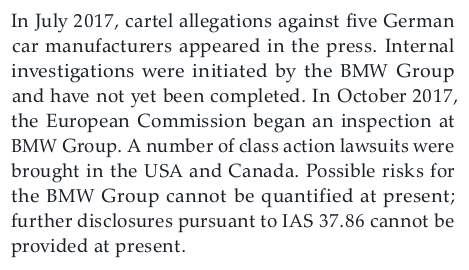 In July 2017, cartel allegations against five German
car manufacturers appeared in the press. Internal
investigations were initiated by the BMW Group
and have not yet been completed. In October 2017,
the European Commission began an inspection at
BMW Group. A number of class action lawsuits were
brought in the USA and Canada. Possible risks for
the BMW Group cannot be quantified at present;
further disclosures pursuant to IAS 37.86 cannot be
provided at present.